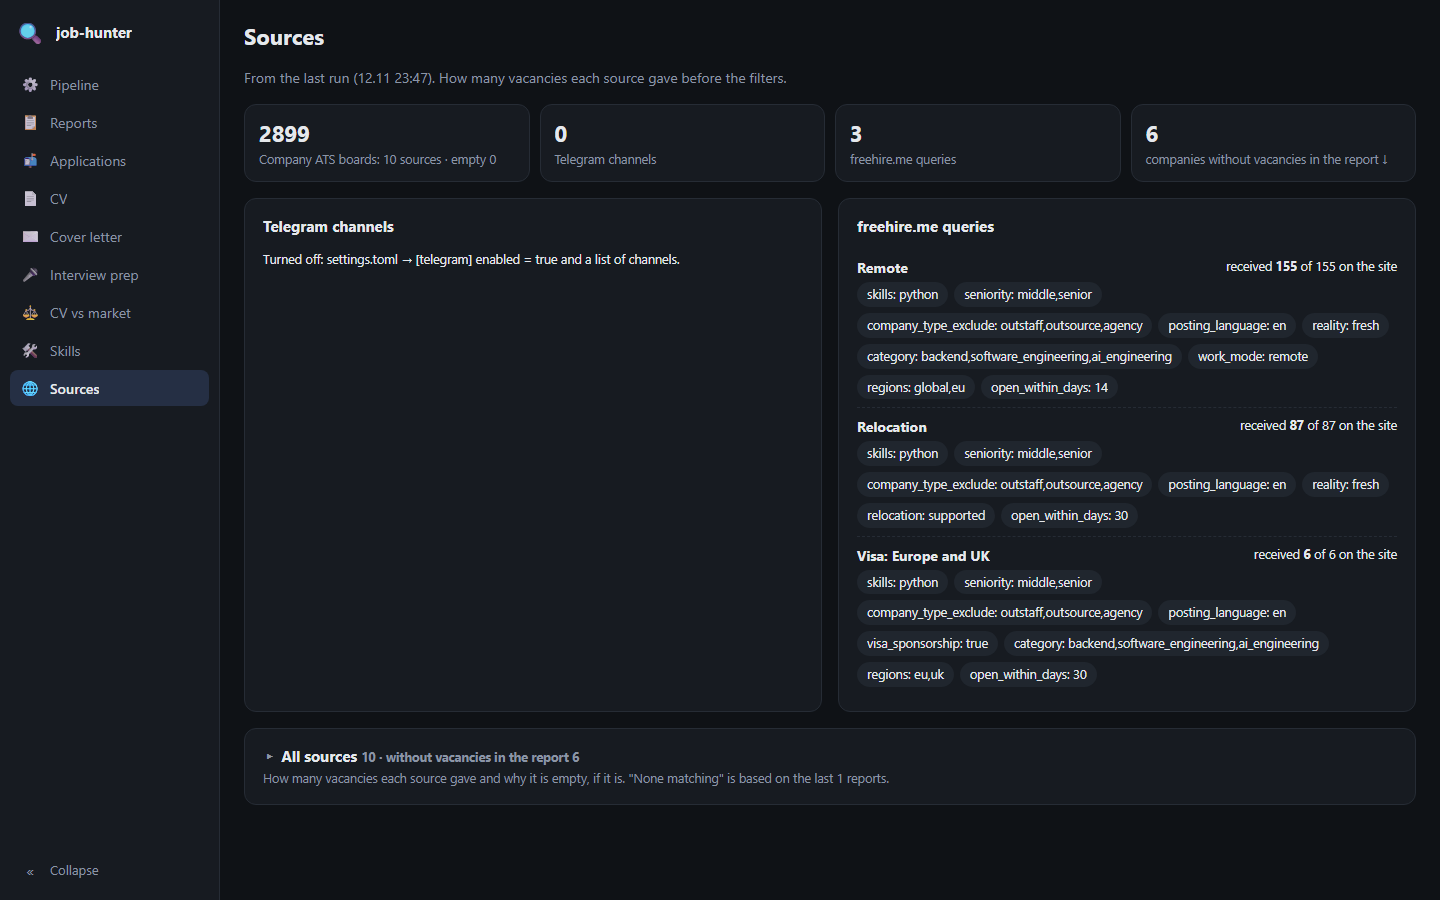 job-hunter
Pipeline
Reports
Applications
CV
Cover letter
Interview prep
CV vs market
Skills
Sources
« Collapse
Sources
From the last run (12.11 23:47). How many vacancies each source gave before the filters.
2899
Company ATS boards: 10 sources · empty 0
0
Telegram channels
3
freehire.me queries
6
companies without vacancies in the report ↓
Telegram channels
Turned off: settings.toml → [telegram] enabled = true and a list of channels.
freehire.me queries
Remote received 155 of 155 on the site
skills: python seniority: middle,senior
company_type_exclude: outstaff,outsource,agency posting_language: en reality: fresh
category: backend,software_engineering,ai_engineering work_mode: remote
regions: global,eu open_within_days: 14
Relocation received 87 of 87 on the site
skills: python seniority: middle,senior
company_type_exclude: outstaff,outsource,agency posting_language: en reality: fresh
relocation: supported open_within_days: 30
Visa: Europe and UK received 6 of 6 on the site
skills: python seniority: middle,senior
company_type_exclude: outstaff,outsource,agency posting_language: en
visa_sponsorship: true category: backend,software_engineering,ai_engineering
regions: eu,uk open_within_days: 30
▸ All sources 10 · without vacancies in the report 6
How many vacancies each source gave and why it is empty, if it is. "None matching" is based on the last 1 reports.